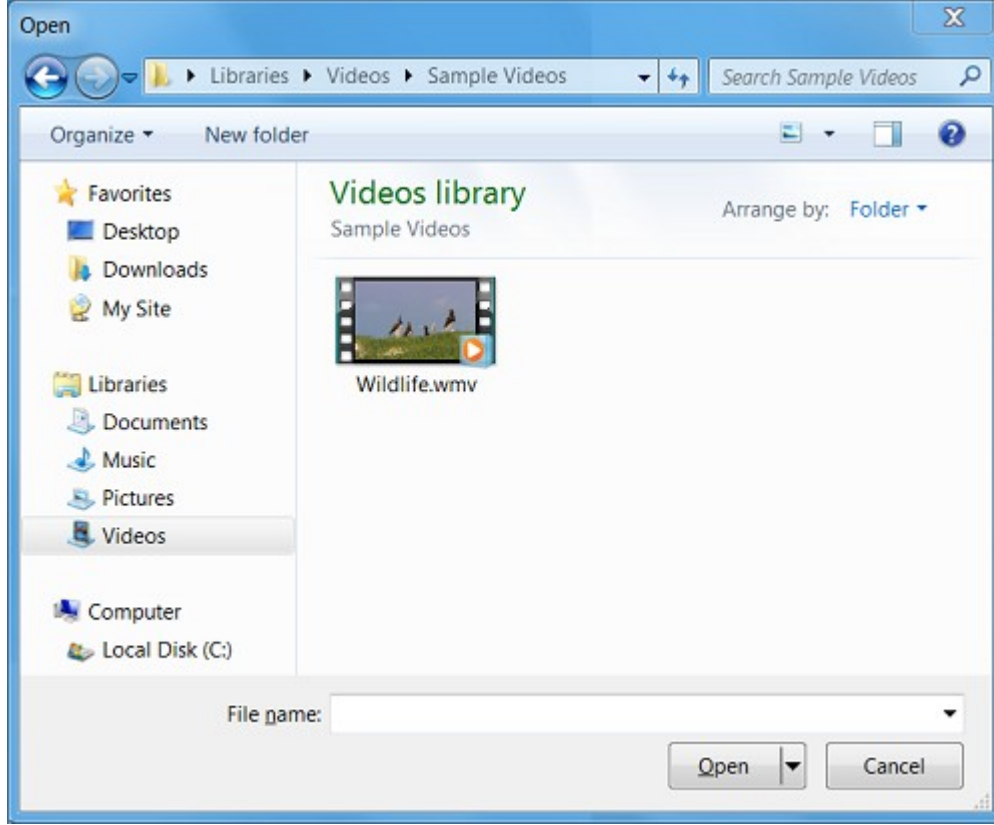 Open
Libraries Videos Sample Videos
Search Sample Videos
Organize New folder
Favorites
Desktop
Downloads
My Site
Libraries
Documents
Music
Pictures
Videos
Computer
Local Disk (C:)
Videos library
Sample Videos
Arrange by: Folder
Wildlife.wmv
File name:
Open Cancel